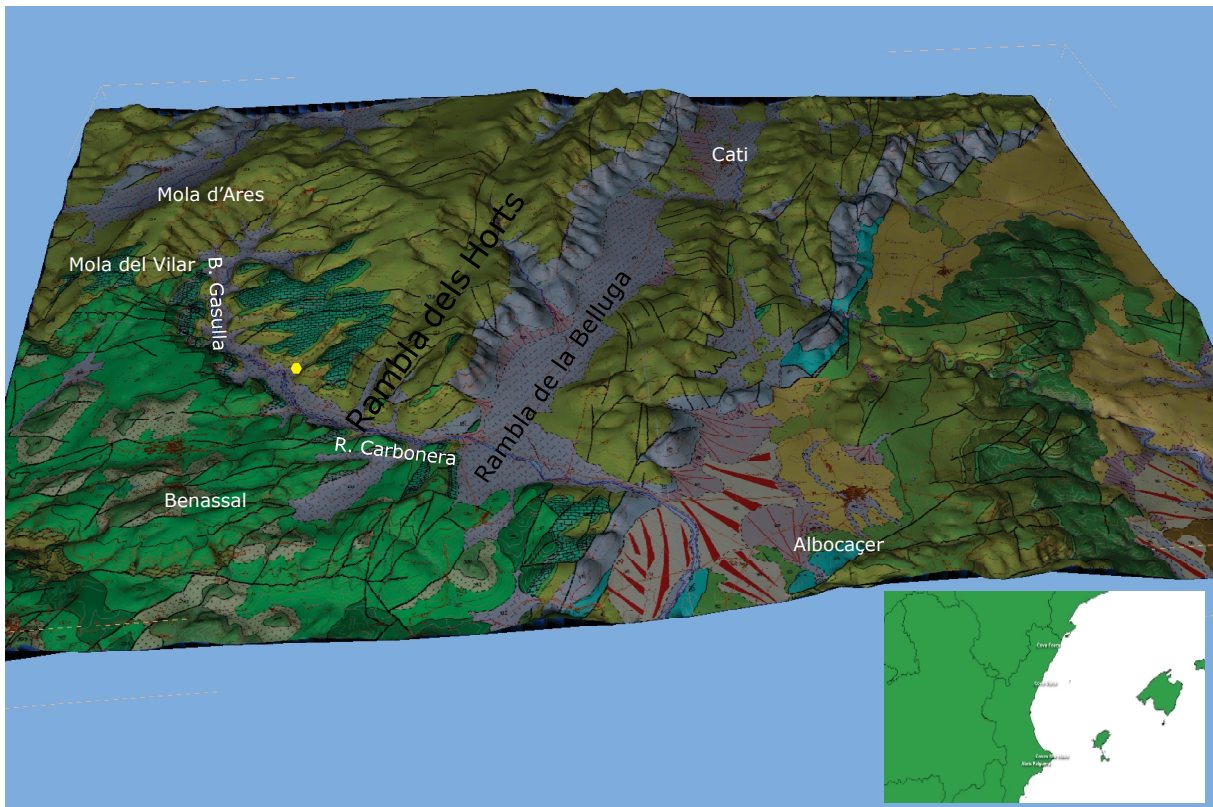 Cati
Mola d'Ares
Rambla dels Horts
Mola del Vilar
B. Gasulla
Rambla de la Belluga
R. Carbonera
Benassal
Albocaçer